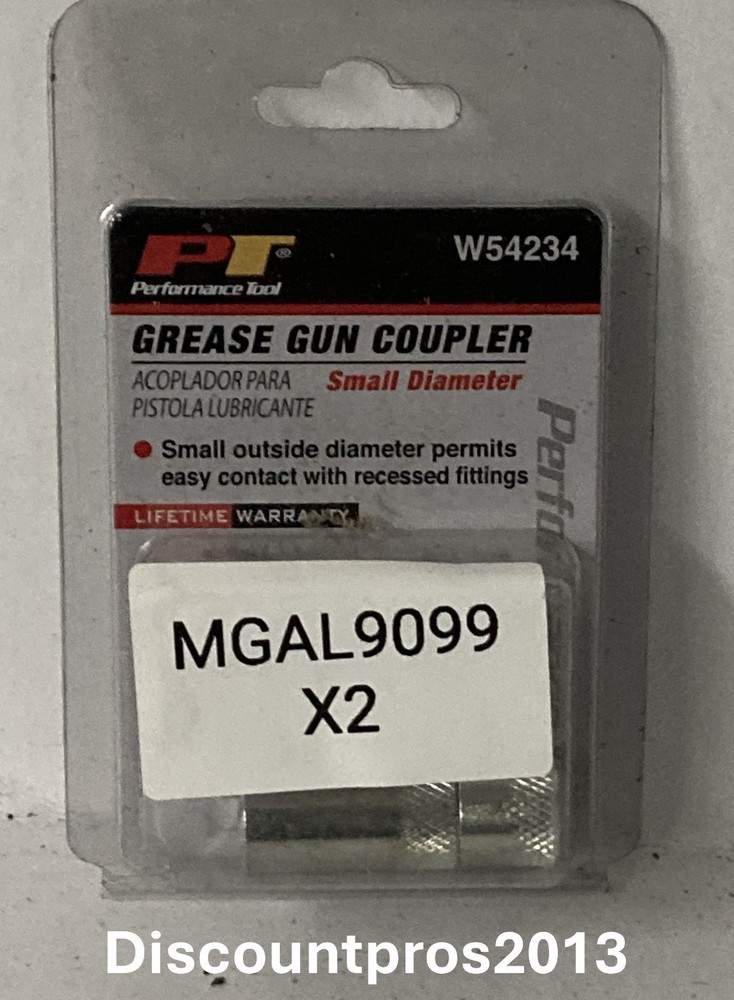 PT®
W54234
Performance Tool
GREASE GUN COUPLER
ACOPLADOR PARA
Small Diameter
PISTOLA LUBRICANTE
● Small outside diameter permits
easy contact with recessed fittings
LIFETIME WARRANTY
MGAL9099
X2
Discountpros2013